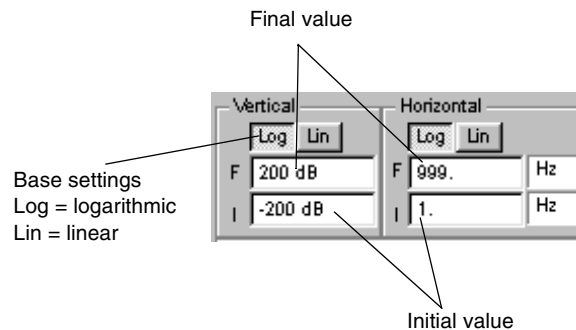 Final value
Vertical
Horizontal
Log Lin
Log Lin
F 200 dB
F 999. Hz
I -200 dB
I 1. Hz
Base settings
Log = logarithmic
Lin = linear
Initial value